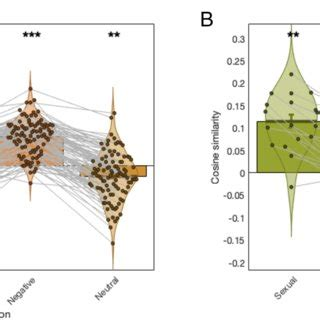 B
*** **
Negative
Neutral
on
Cosine similarity
0.3
0.25
0.2
0.15
0.1
0.05
0
-0.05
-0.1
-0.15
-0.2
**
Sexual